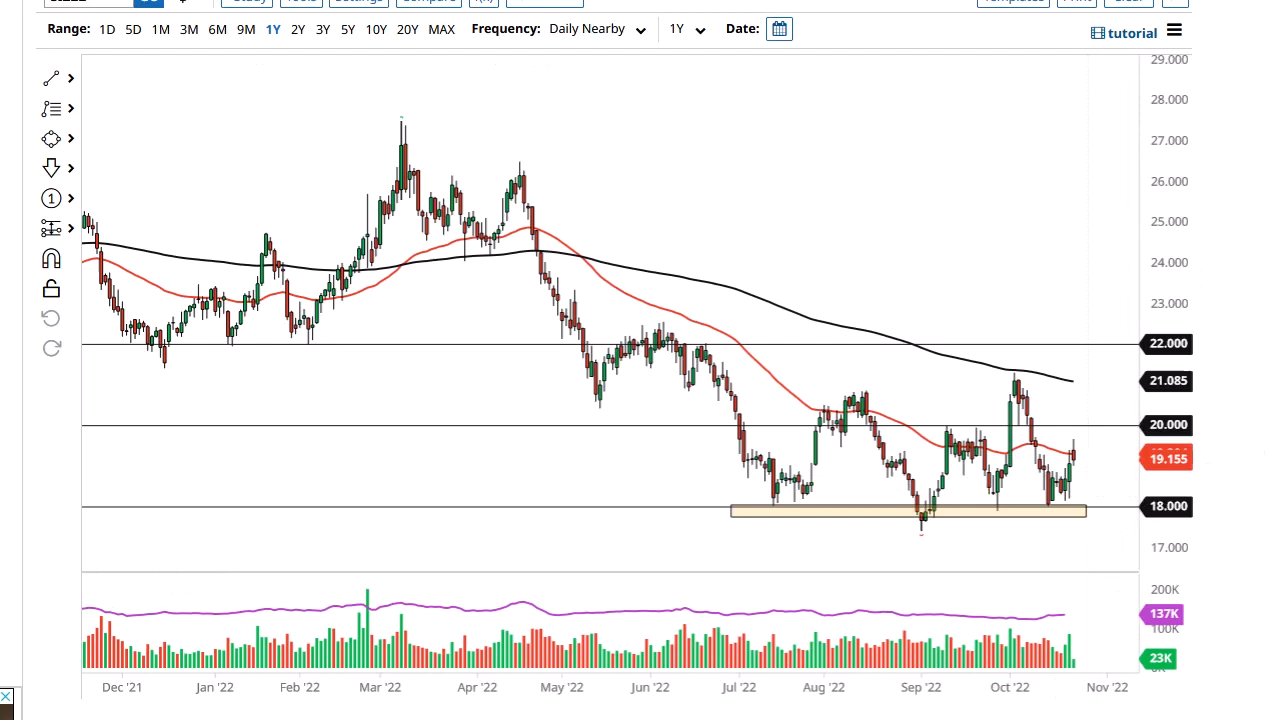 Range: 1D 5D 1M 3M 6M 9M 1Y 2Y 3Y 5Y 10Y 20Y MAX Frequency: Daily Nearby 1Y Date:
tutorial
29.000
28.000
27.000
26.000
25.000
24.000
23.000
22.000
21.085
20.000
19.155
18.000
17.000
200K
137K
100K
23K
Dec '21 Jan '22 Feb '22 Mar '22 Apr '22 May '22 Jun '22 Jul '22 Aug '22 Sep '22 Oct '22 Nov '22